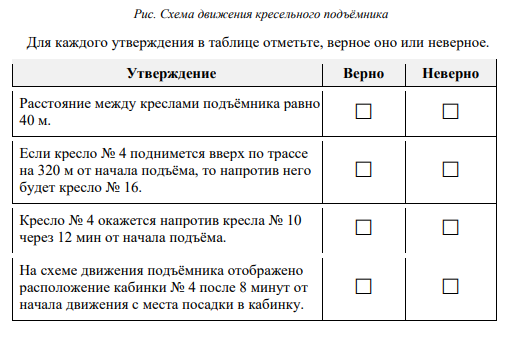 Рис. Схема движения кресельного подъёмника
Для каждого утверждения в таблице отметьте, верное оно или неверное.
Утверждение Верно Неверно
Расстояние между креслами подъёмника равно
40 м.
Если кресло № 4 поднимется вверх по трассе
на 320 м от начала подъёма, то напротив него
будет кресло № 16.
Кресло № 4 окажется напротив кресла № 10
через 12 мин от начала подъёма.
На схеме движения подъёмника отображено
расположение кабинки № 4 после 8 минут от
начала движения с места посадки в кабинку.